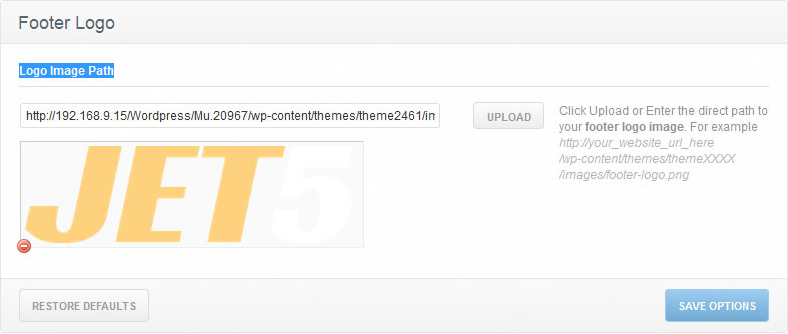 Footer Logo
Logo Image Path
http://192.168.9.15/Wordpress/Mu.20967/wp-content/themes/theme2461/im
UPLOAD
Click Upload or Enter the direct path to
your footer logo image. For example
http://your_website_url_here
/wp-content/themes/themeXXXX
/images/footer-logo.png
JET5
RESTORE DEFAULTS
SAVE OPTIONS